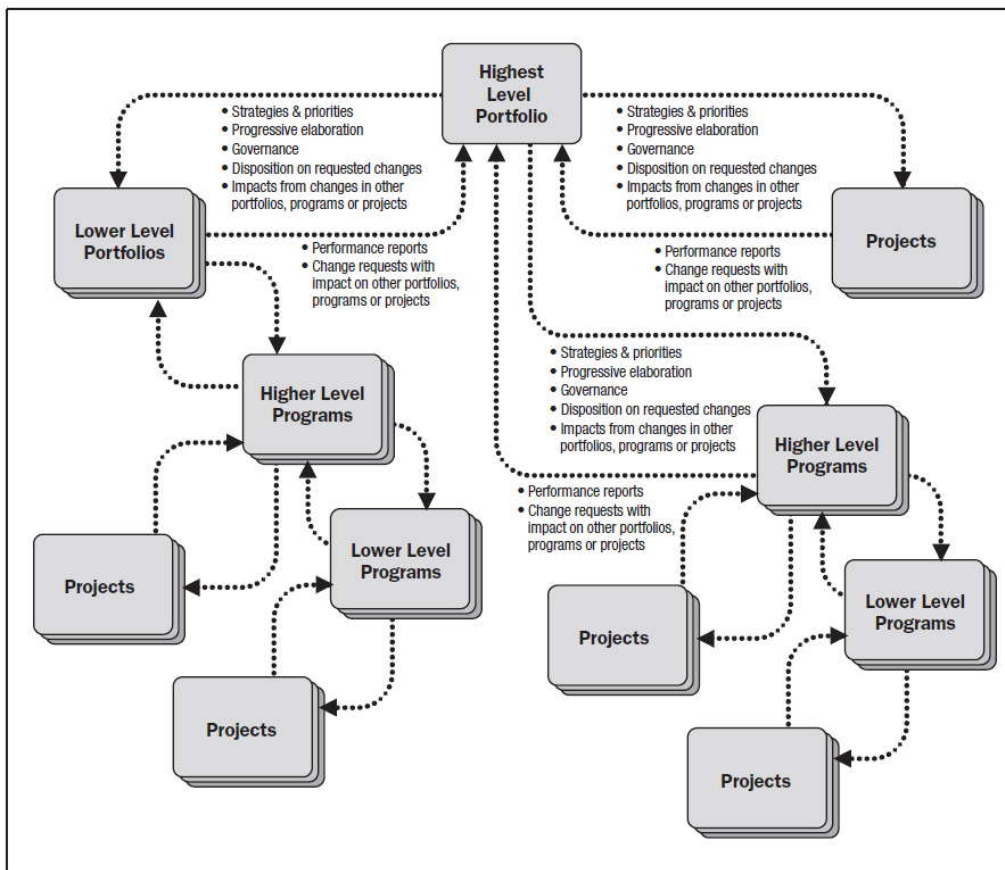 Highest
Level
Portfolio
• Strategies & priorities
• Progressive elaboration
• Governance
• Disposition on requested changes
• Impacts from changes in other
portfolios, programs or projects
• Strategies & priorities
• Progressive elaboration
• Governance
• Disposition on requested changes
• Impacts from changes in other
portfolios, programs or projects
Lower Level
Portfolios
Projects
• Performance reports
• Change requests with
impact on other portfolios,
programs or projects
• Performance reports
• Change requests with
impact on other portfolios,
programs or projects
• Strategies & priorities
• Progressive elaboration
• Governance
• Disposition on requested changes
• Impacts from changes in other
portfolios, programs or projects
Higher Level
Programs
Higher Level
Programs
• Performance reports
• Change requests with
impact on other portfolios,
programs or projects
Lower Level
Programs
Projects
Lower Level
Programs
Projects
Projects
Projects